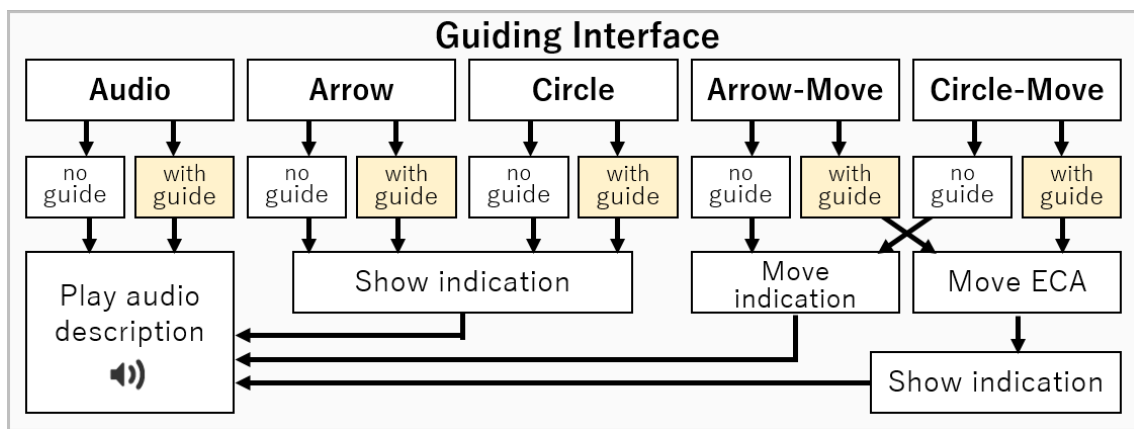 Guiding Interface
Audio
Arrow
Circle
Arrow-Move
Circle-Move
no
guide
with
guide
no
guide
with
guide
no
guide
with
guide
no
guide
with
guide
no
guide
with
guide
Play audio
description
Show indication
Move
indication
Move ECA
Show indication